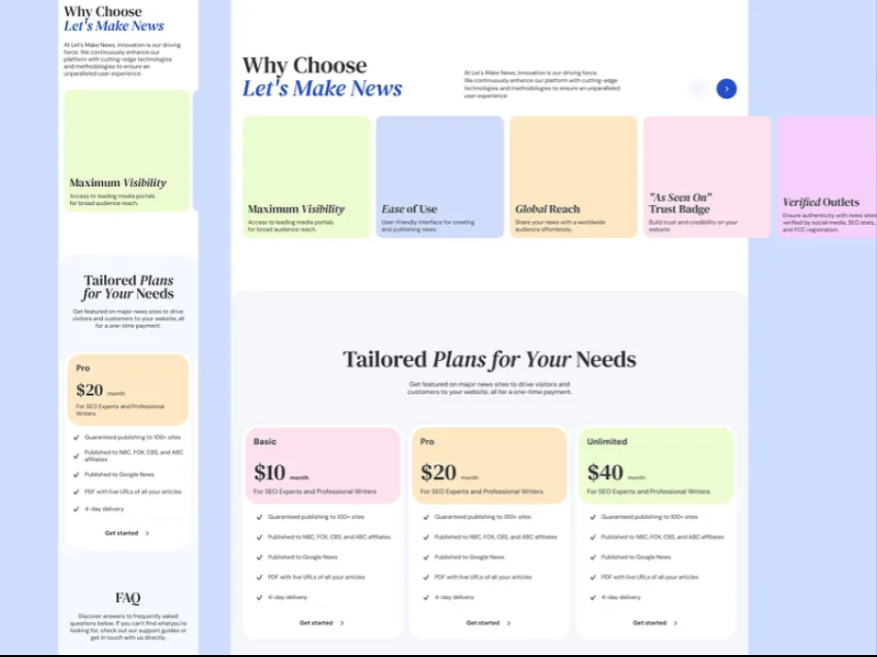 Why Choose
Let's Make News
At Let's Make News, innovation is our driving
force. We continuously enhance our
platform with cutting-edge technologies
and methodologies to ensure an
unparalleled user experience
Maximum Visibility
Access to leading media portals
for broad audience reach.
Tailored Plans
for Your Needs
Get featured on major news sites to drive
visitors and customers to your website, all
for a one-time payment.
Pro
$20 month
For SEO Experts and Professional
Writers
Guaranteed publishing to 100+ sites
Published to NBC, FOX, CBS, and ABC
affiliates
Published to Google News
PDF with live URLs of all your articles
4-day delivery
Get started
FAQ
Discover answers to frequently asked
questions below. If you can't find what you're
looking for, check out our support guides or
get in touch with us directly.
Why Choose
Let's Make News
At Let's Make News, innovation is our driving force.
We continuously enhance our platform with cutting-edge
technologies and methodologies to ensure an unparalleled
user experience
Maximum Visibility
Access to leading media portals
for broad audience reach.
Ease of Use
User-friendly interface for creating
and publishing news.
Global Reach
Share your news with a worldwide
audience effortlessly.
"As Seen On"
Trust Badge
Build trust and credibility on your
website
Verified Outlets
Ensure authenticity with news sites
verified by social media, SEO stats,
and FCC registration.
Tailored Plans for Your Needs
Get featured on major news sites to drive visitors and
customers to your website, all for a one-time payment.
Basic
$10 month
For SEO Experts and Professional Writers
Guaranteed publishing to 100+ sites
Published to NBC, FOX, CBS, and ABC affiliates
Published to Google News
PDF with live URLs of all your articles
4-day delivery
Get started
Pro
$20 month
For SEO Experts and Professional Writers
Guaranteed publishing to 100+ sites
Published to NBC, FOX, CBS, and ABC affiliates
Published to Google News
PDF with live URLs of all your articles
4-day delivery
Get started
Unlimited
$40 month
For SEO Experts and Professional Writers
Guaranteed publishing to 100+ sites
Published to NBC, FOX, CBS, and ABC affiliates
Published to Google News
PDF with live URLs of all your articles
4-day delivery
Get started